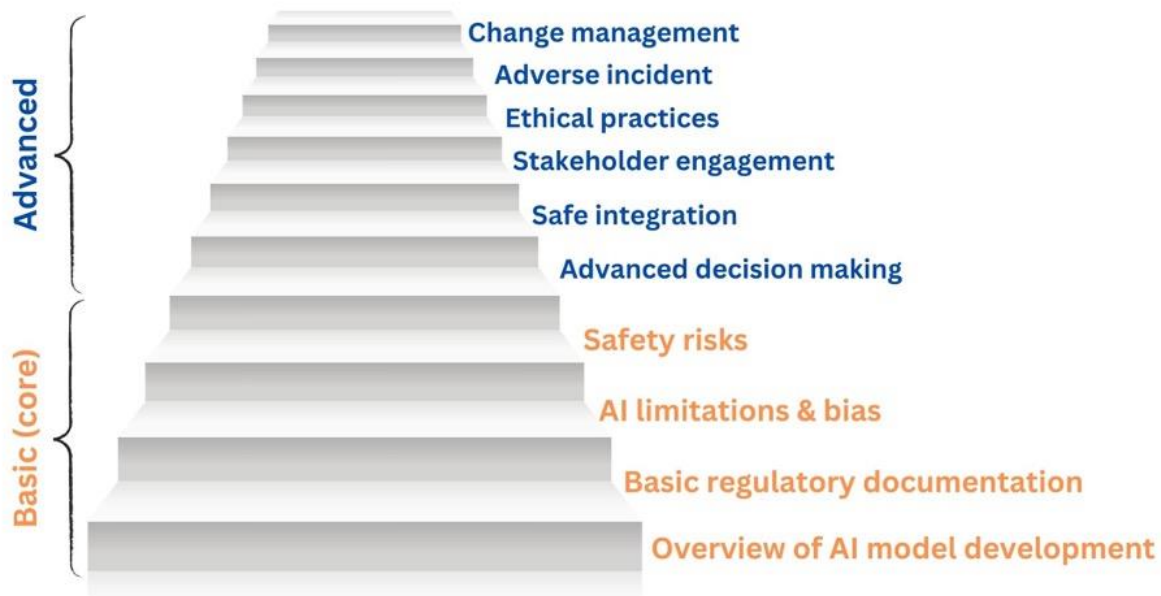 Advanced
Change management
Adverse incident
Ethical practices
Stakeholder engagement
Safe integration
Advanced decision making
Basic (core)
Safety risks
AI limitations & bias
Basic regulatory documentation
Overview of AI model development